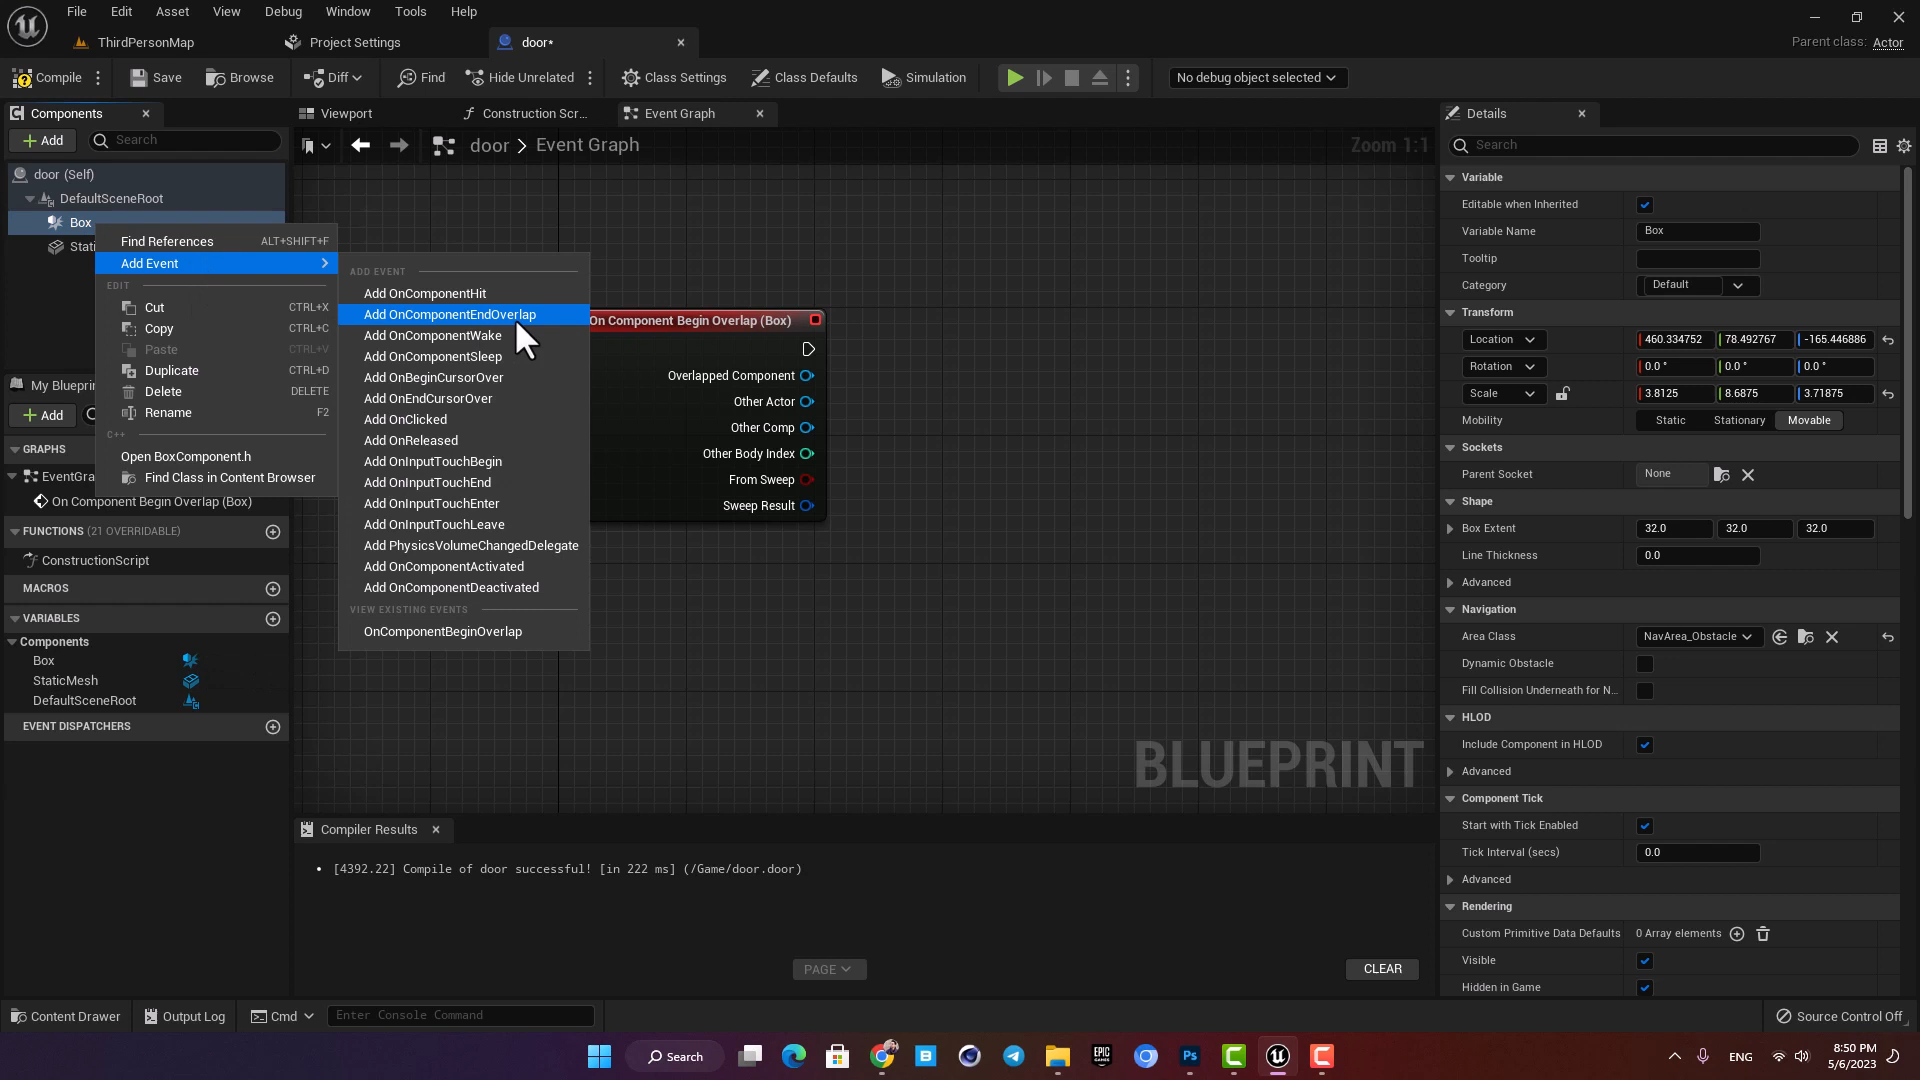 File Edit Asset View Debug Window Tools Help
ThirdPersonMap
Project Settings
door*
Parent class: Actor
Compile
Save
Browse
Diff
Find
Hide Unrelated
Class Settings
Class Defaults
Simulation
No debug object selected
Components
Add
Search
door (Self)
DefaultSceneRoot
Box
Stati
My Blueprin
Add
GRAPHS
EventGra
On Component Begin Overlap (Box)
FUNCTIONS (21 OVERRIDABLE)
ConstructionScript
MACROS
VARIABLES
Components
Box
StaticMesh
DefaultSceneRoot
EVENT DISPATCHERS
Find References ALT+SHIFT+F
Add Event
EDIT
Cut CTRL+X
Copy CTRL+C
Paste CTRL+V
Duplicate CTRL+D
Delete DELETE
Rename F2
C++
Open BoxComponent.h
Find Class in Content Browser
ADD EVENT
Add OnComponentHit
Add OnComponentEndOverlap
Add OnComponentWake
Add OnComponentSleep
Add OnBeginCursorOver
Add OnEndCursorOver
Add OnClicked
Add OnReleased
Add OnInputTouchBegin
Add OnInputTouchEnd
Add OnInputTouchEnter
Add OnInputTouchLeave
Add PhysicsVolumeChangedDelegate
Add OnComponentActivated
Add OnComponentDeactivated
VIEW EXISTING EVENTS
OnComponentBeginOverlap
Viewport
Construction Scr...
Event Graph
door > Event Graph
Zoom 1:1
On Component Begin Overlap (Box)
Overlapped Component
Other Actor
Other Comp
Other Body Index
From Sweep
Sweep Result
BLUEPRINT
Compiler Results
[4392.22] Compile of door successful! [in 222 ms] (/Game/door.door)
PAGE
CLEAR
Details
Search
Variable
Editable when Inherited
Variable Name Box
Tooltip
Category Default
Transform
Location 460.334752 78.492767 -165.446886
Rotation 0.0 ° 0.0 ° 0.0 °
Scale 3.8125 8.6875 3.71875
Mobility Static Stationary Movable
Sockets
Parent Socket None
Shape
Box Extent 32.0 32.0 32.0
Line Thickness 0.0
Advanced
Navigation
Area Class NavArea_Obstacle
Dynamic Obstacle
Fill Collision Underneath for N...
HLOD
Include Component in HLOD
Advanced
Component Tick
Start with Tick Enabled
Tick Interval (secs) 0.0
Advanced
Rendering
Custom Primitive Data Defaults 0 Array elements
Visible
Hidden in Game
Content Drawer
Output Log
Cmd
Enter Console Command
Source Control Off
Search
EPIC GAMES
Ps
ENG
8:50 PM
5/6/2023